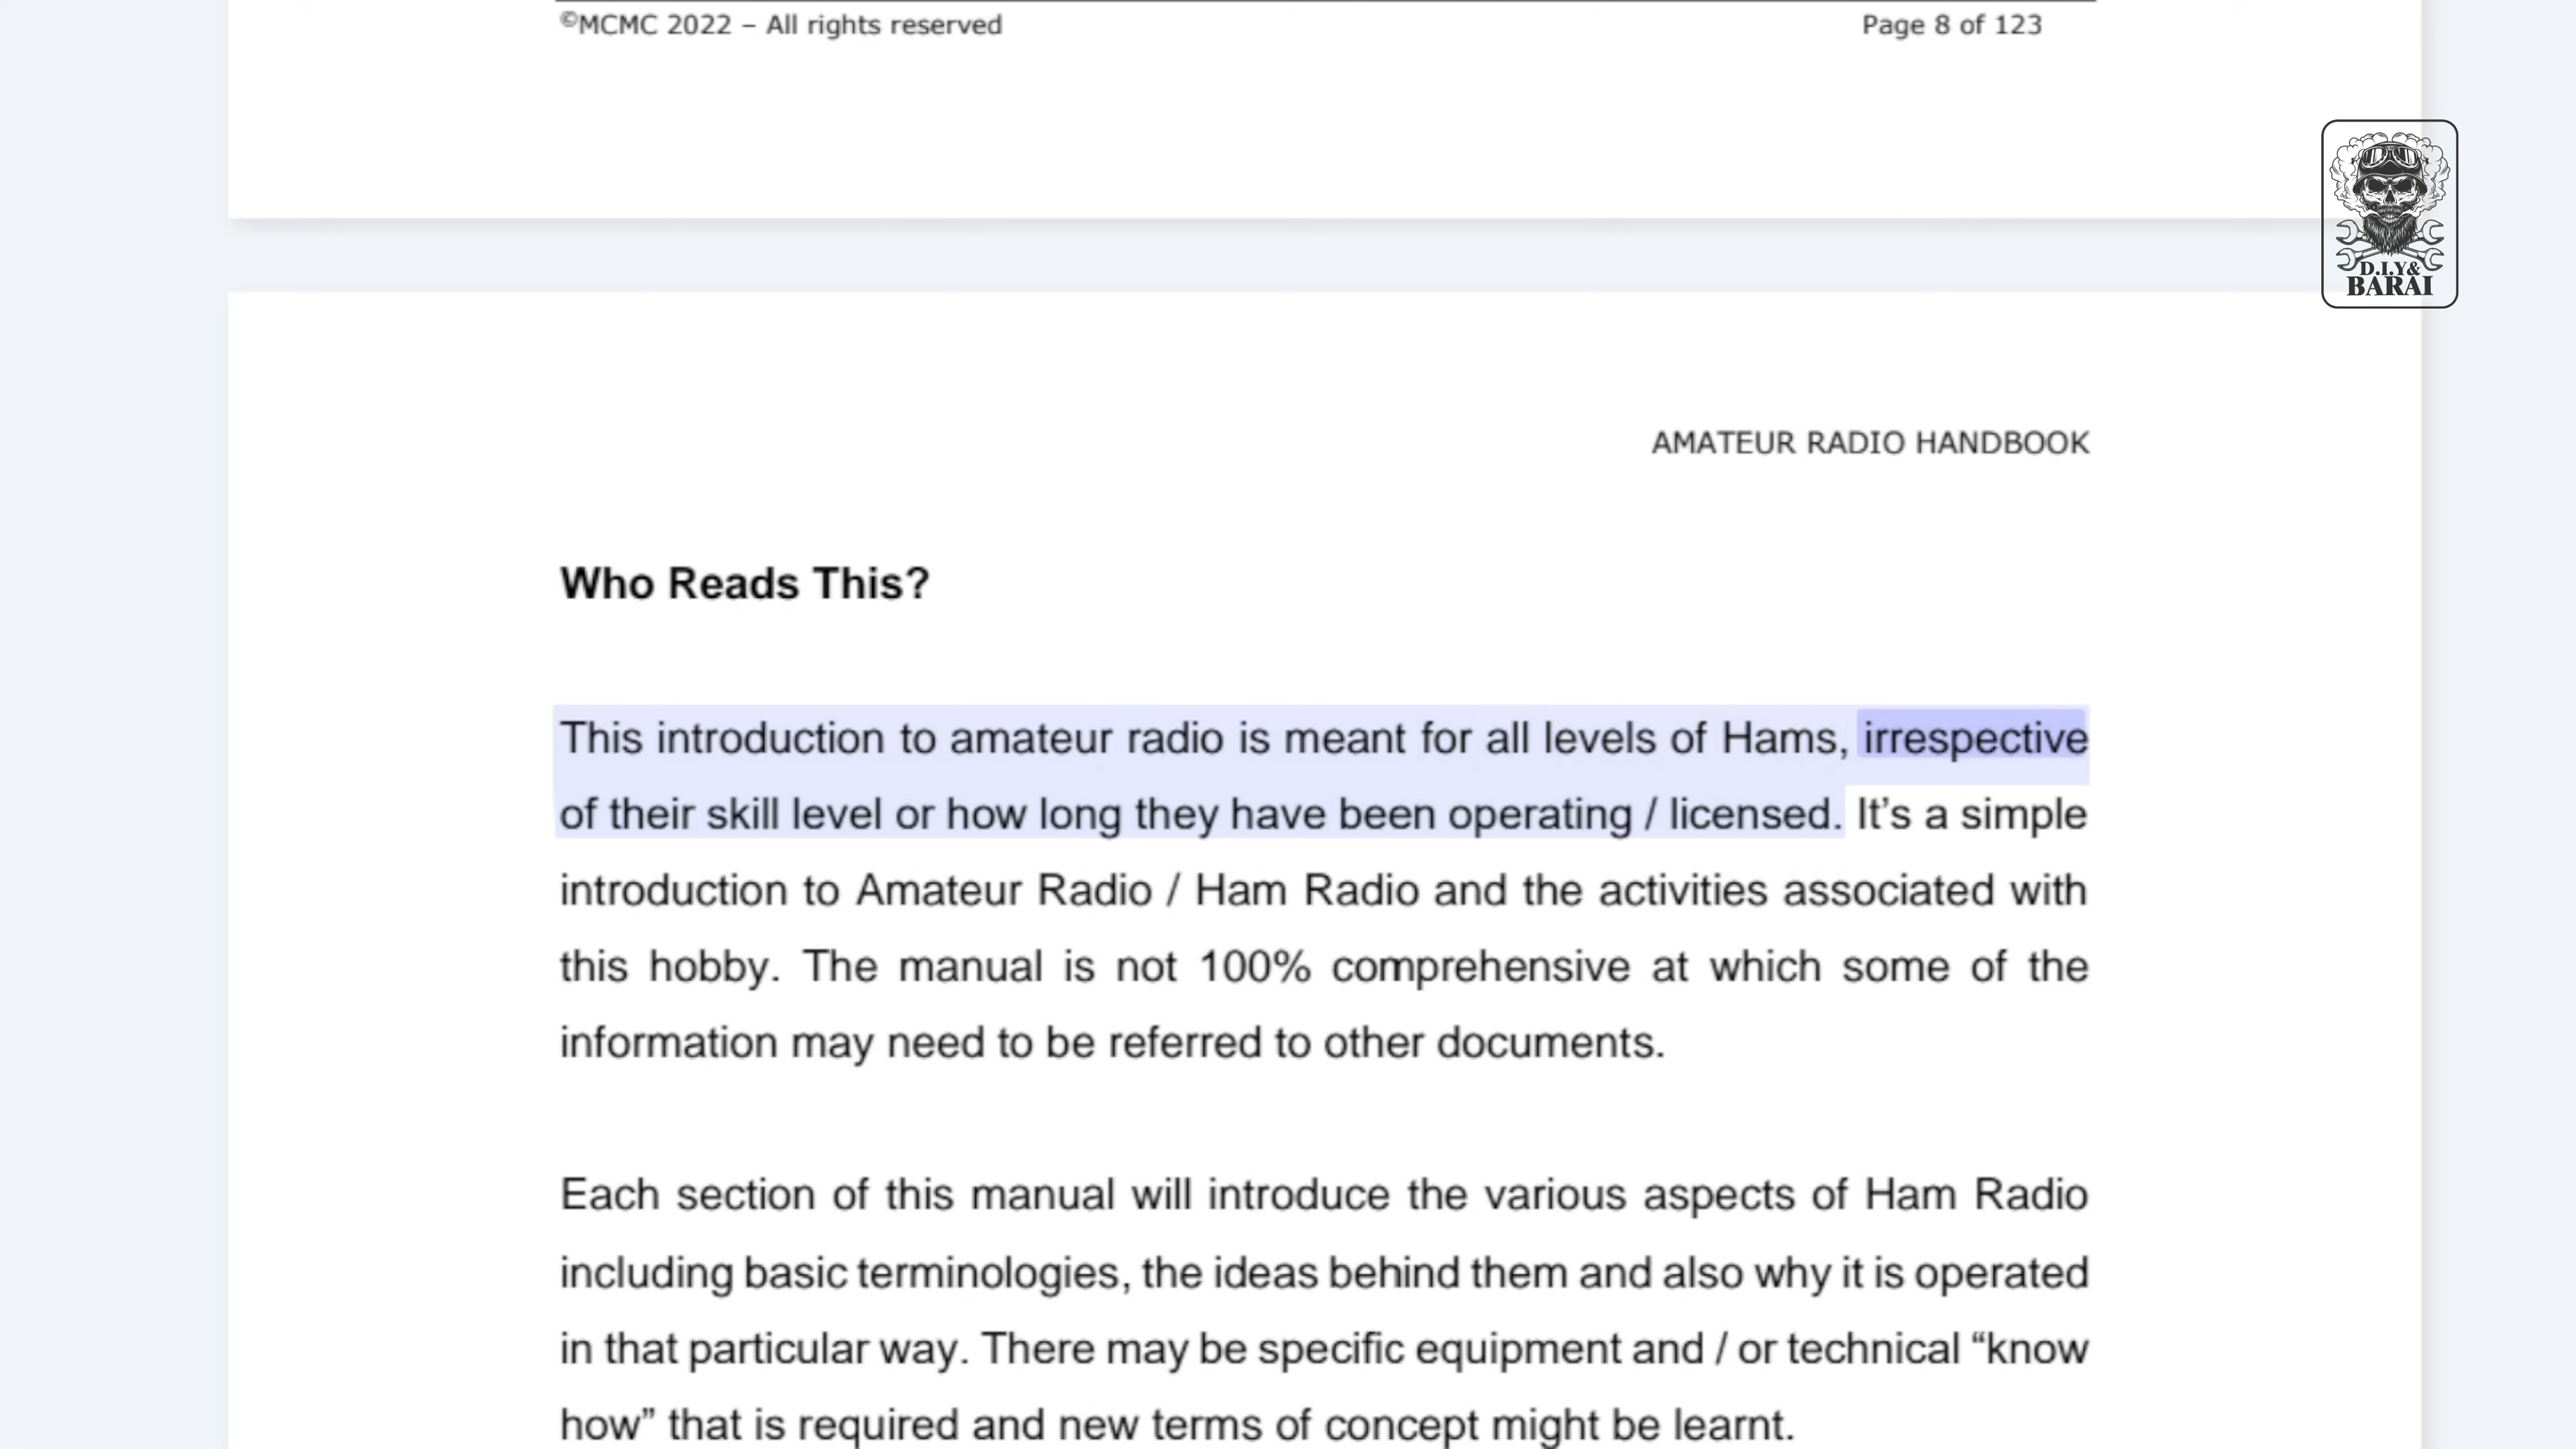 ©MCMC 2022 – All rights reserved
Page 8 of 123
D.I.Y&
BARAI
AMATEUR RADIO HANDBOOK
Who Reads This?
This introduction to amateur radio is meant for all levels of Hams, irrespective
of their skill level or how long they have been operating / licensed. It’s a simple
introduction to Amateur Radio / Ham Radio and the activities associated with
this hobby. The manual is not 100% comprehensive at which some of the
information may need to be referred to other documents.
Each section of this manual will introduce the various aspects of Ham Radio
including basic terminologies, the ideas behind them and also why it is operated
in that particular way. There may be specific equipment and / or technical “know
how” that is required and new terms of concept might be learnt.